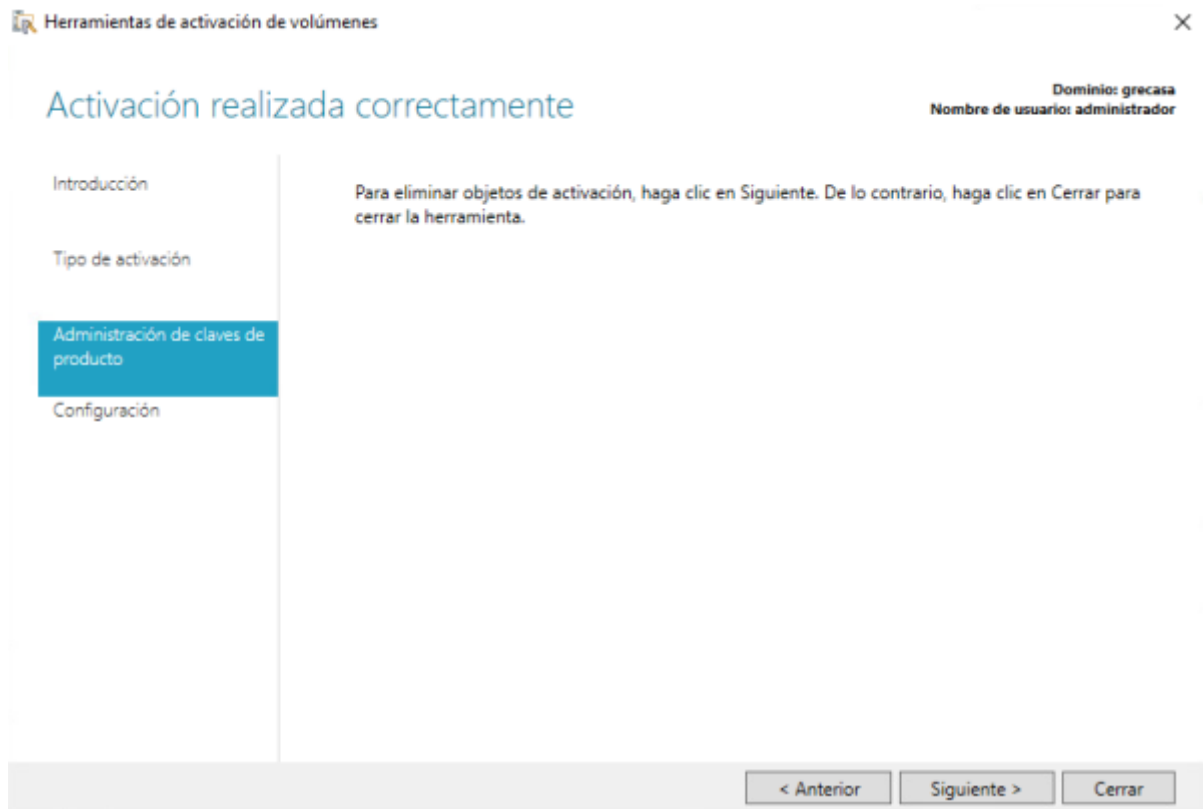 Herramientas de activación de volúmenes
Activación realizada correctamente
Dominio: grecasa
Nombre de usuario: administrador
Introducción
Tipo de activación
Administración de claves de
producto
Configuración
Para eliminar objetos de activación, haga clic en Siguiente. De lo contrario, haga clic en Cerrar para
cerrar la herramienta.
< Anterior
Siguiente >
Cerrar